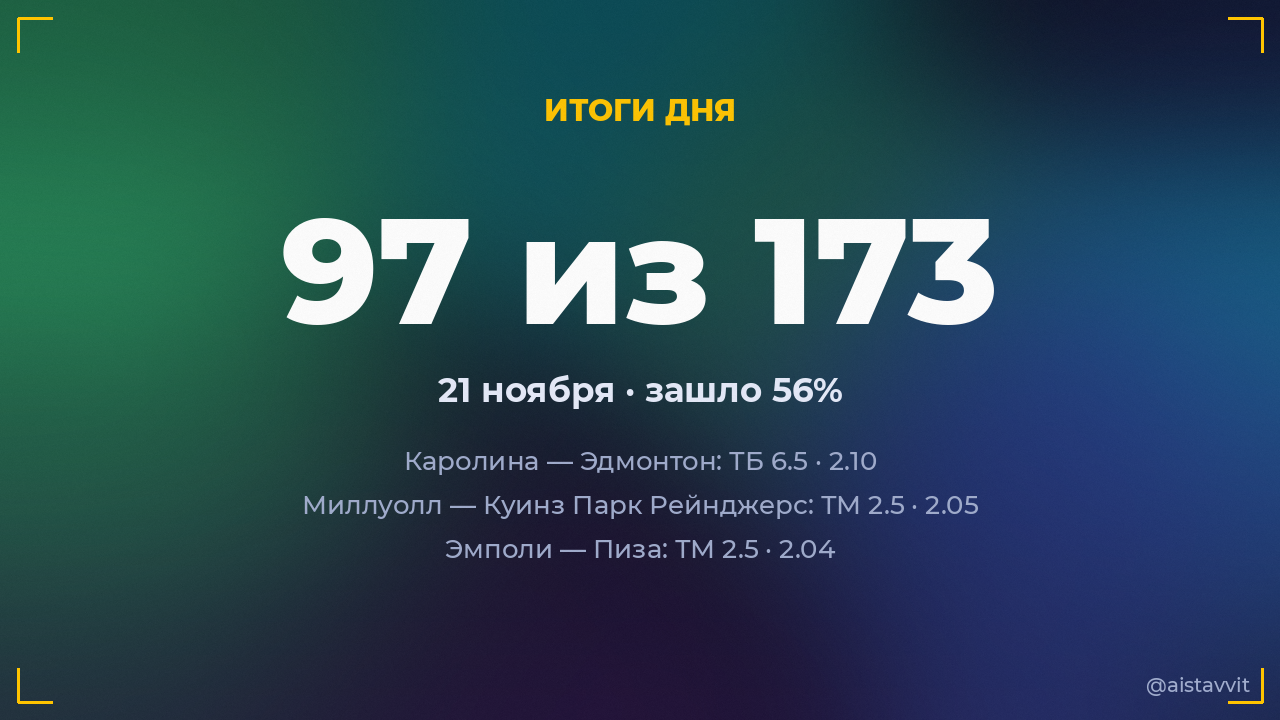 ИТОГИ ДНЯ
97 из 173
21 ноября · зашло 56%
Каролина — Эдмонтон: ТБ 6.5 · 2.10
Миллуолл — Куинз Парк Рейнджерс: ТМ 2.5 · 2.05
Эмполи — Пиза: ТМ 2.5 · 2.04
@aistavvit